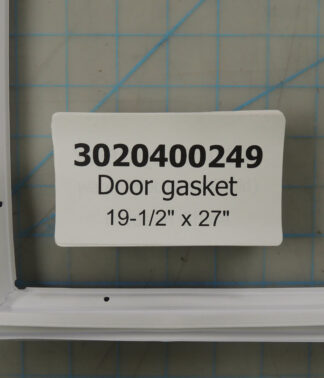 3020400249
Door gasket
19-1/2" x 27"